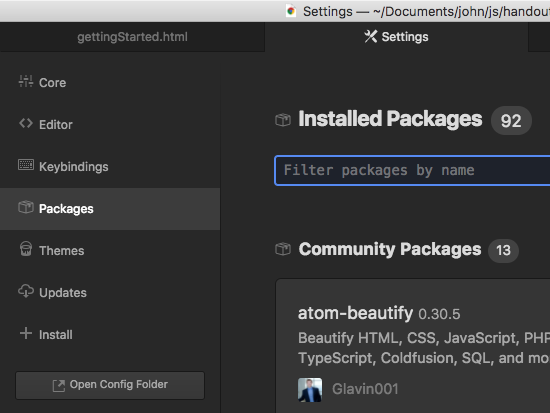 Settings — ~/Documents/john/js/handout
gettingStarted.html
Settings
Core
Editor
Keybindings
Packages
Themes
Updates
Install
Open Config Folder
Installed Packages 92
Filter packages by name
Community Packages 13
atom-beautify 0.30.5
Beautify HTML, CSS, JavaScript, PHP
TypeScript, Coldfusion, SQL, and mo
Glavin001